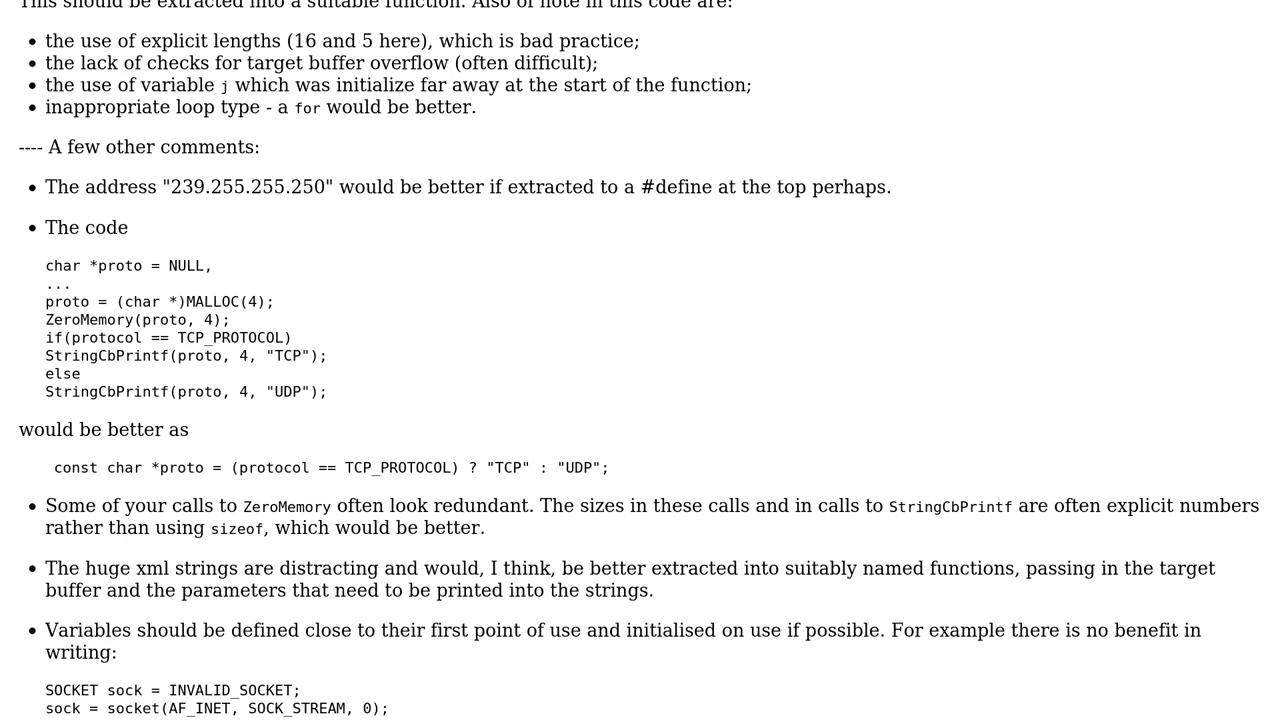 This should be extracted into a suitable function. Also of note in this code are:
the use of explicit lengths (16 and 5 here), which is bad practice;
the lack of checks for target buffer overflow (often difficult);
the use of variable j which was initialize far away at the start of the function;
inappropriate loop type - a for would be better.
---- A few other comments:
The address "239.255.255.250" would be better if extracted to a #define at the top perhaps.
The code
char *proto = NULL,
...
proto = (char *)MALLOC(4);
ZeroMemory(proto, 4);
if(protocol == TCP_PROTOCOL)
StringCbPrintf(proto, 4, "TCP");
else
StringCbPrintf(proto, 4, "UDP");
would be better as
const char *proto = (protocol == TCP_PROTOCOL) ? "TCP" : "UDP";
Some of your calls to ZeroMemory often look redundant. The sizes in these calls and in calls to StringCbPrintf are often explicit numbers
rather than using sizeof, which would be better.
The huge xml strings are distracting and would, I think, be better extracted into suitably named functions, passing in the target
buffer and the parameters that need to be printed into the strings.
Variables should be defined close to their first point of use and initialised on use if possible. For example there is no benefit in
writing:
SOCKET sock = INVALID_SOCKET;
sock = socket(AF_INET, SOCK_STREAM, 0);